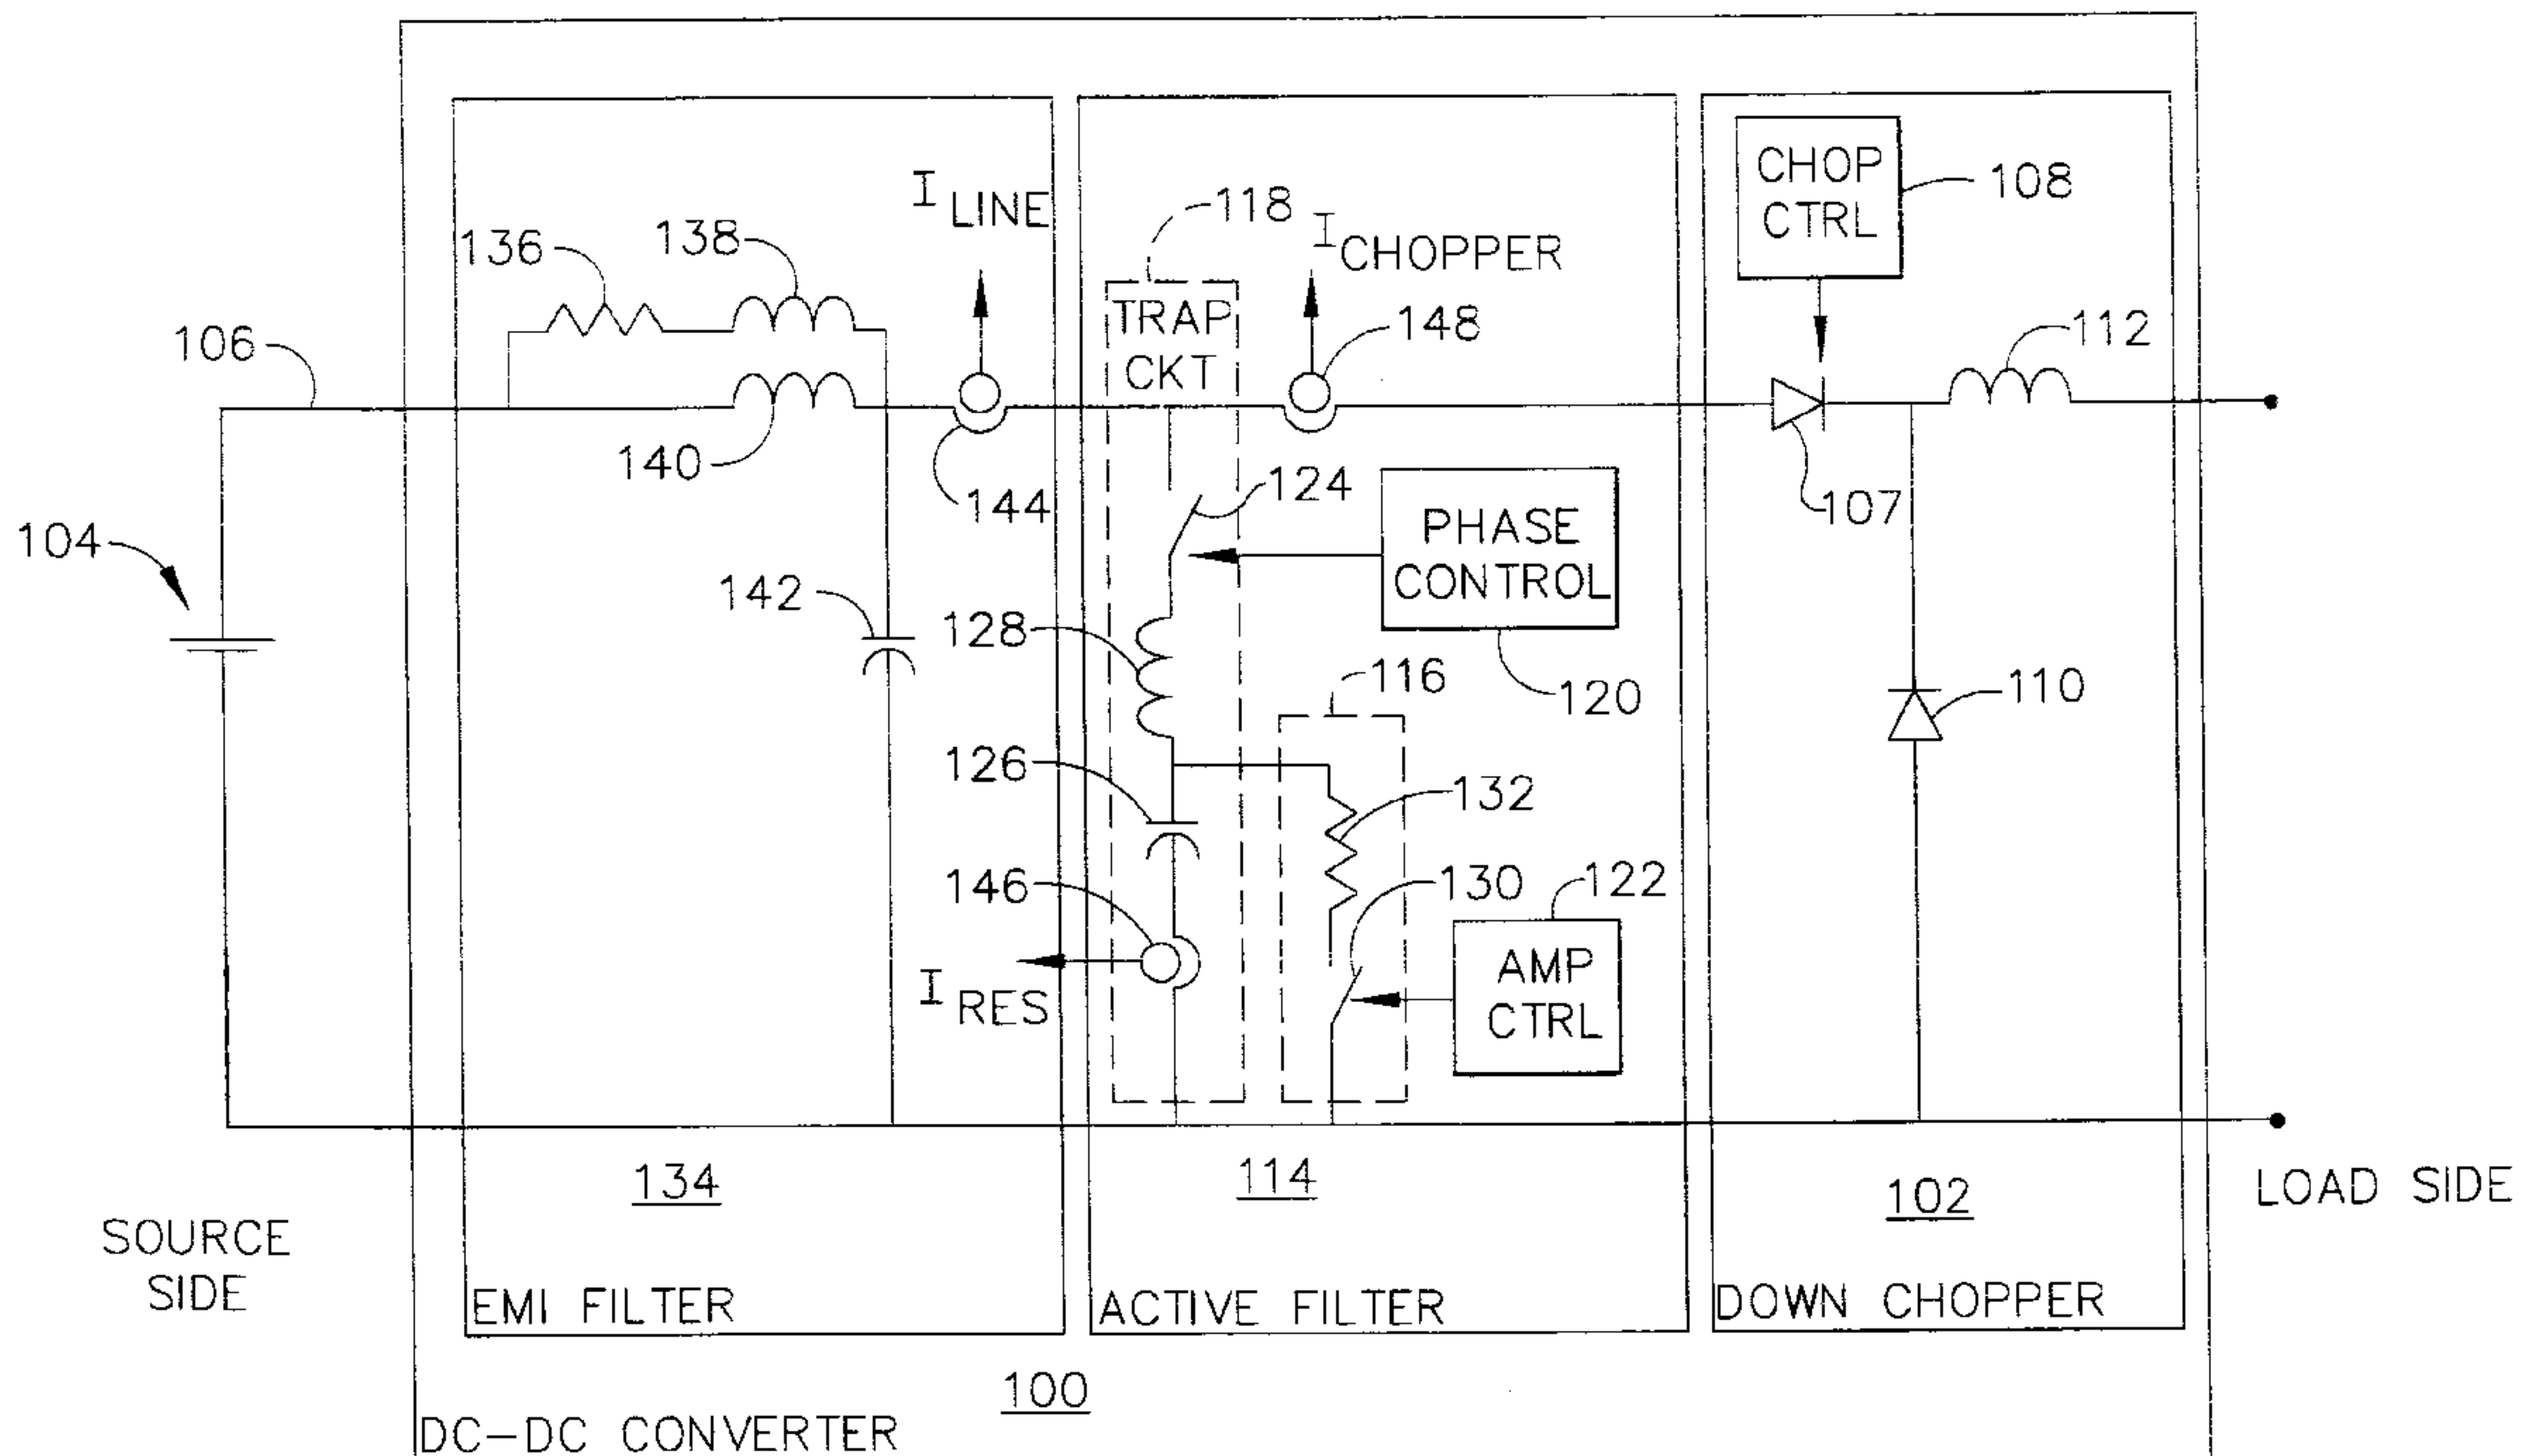 I LINE
118
I CHOPPER
CHOP
CTRL
108
136
138
TRAP
CKT
148
112
106
140
144
124
107
104
PHASE
CONTROL
142
128
116
120
110
126
132
146
130
122
I RES
AMP
CTRL
134
114
102
LOAD SIDE
SOURCE
SIDE
EMI FILTER
ACTIVE FILTER
DOWN CHOPPER
100
DC-DC CONVERTER